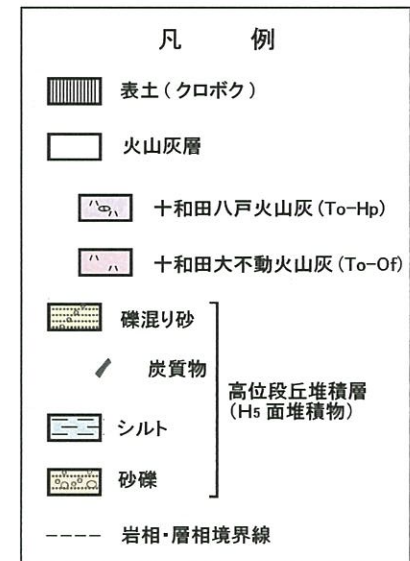 凡 例
表土(クロボク)
火山灰層
十和田八戸火山灰(To-Hp)
十和田大不動火山灰(To-Of)
礫混り砂
炭質物
高位段丘堆積層
(H5 面堆積物)
シルト
砂礫
岩相・層相境界線